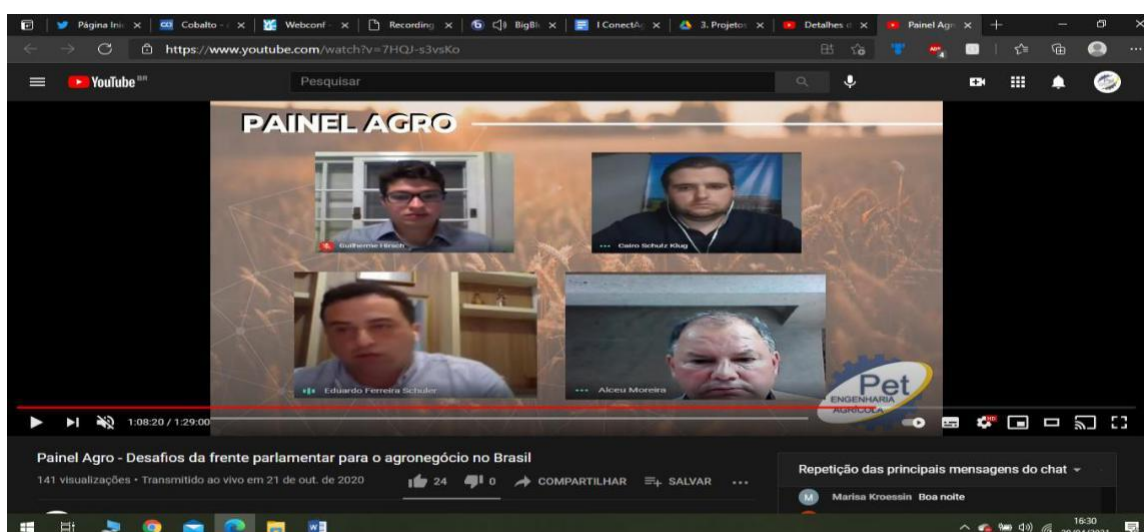 Página Iníc
Cobalto -
Webconf -
Recording
BigBl
I ConectA
3. Projetos
Detalhes d
Painel Agr
https://www.youtube.com/watch?v=7HQJ-s3vsKo
YouTube BR
Pesquisar
PAINEL AGRO
Guilherme Hirsch
Cairo Schulz Klug
Eduardo Ferreira Schuler
Alceu Moreira
Pet
ENGENHARIA
AGRÍCOLA
1:08:20 / 1:29:00
HD
Painel Agro - Desafios da frente parlamentar para o agronegócio no Brasil
141 visualizações • Transmitido ao vivo em 21 de out. de 2020
24
0
COMPARTILHAR
SALVAR
Repetição das principais mensagens do chat
M
Marisa Kroessin Boa noite
16:30